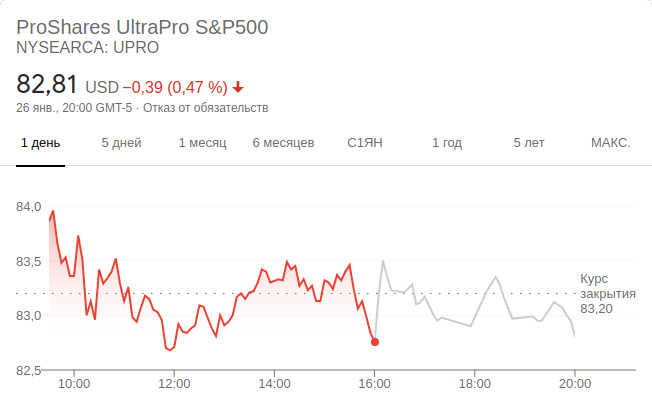 ProShares UltraPro S&P500
NYSEARCA: UPRO
82,81 USD −0,39 (0,47 %)
26 янв., 20:00 GMT-5 · Отказ от обязательств
1 день 5 дней 1 месяц 6 месяцев С1ЯН 1 год 5 лет МАКС.
84,0
83,5
83,0
82,5
Курс
закрытия
83,20
10:00 12:00 14:00 16:00 18:00 20:00